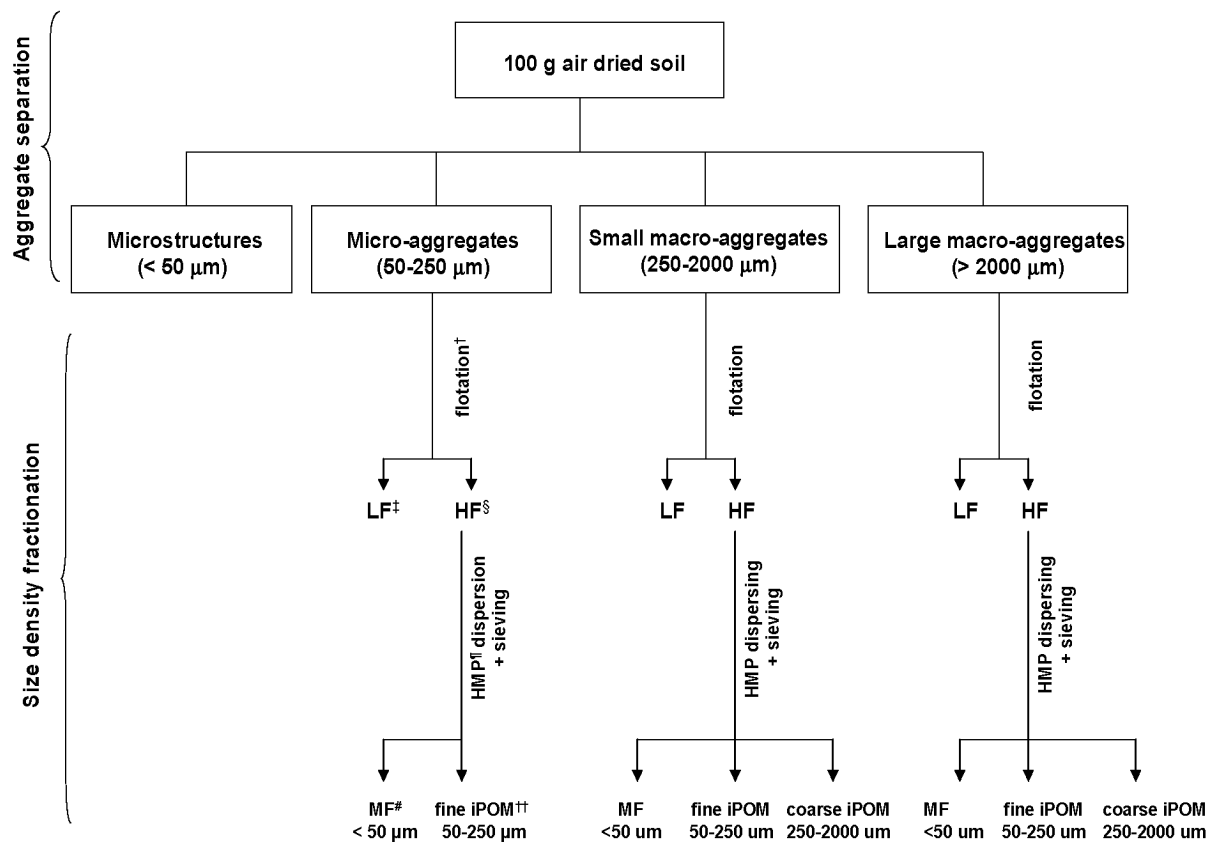 Aggregate separation
100 g air dried soil
Microstructures
(< 50 µm)
Micro-aggregates
(50-250 µm)
Small macro-aggregates
(250-2000 µm)
Large macro-aggregates
(> 2000 µm)
Size density fractionation
flotation†
flotation
flotation
LF‡
HF§
LF
HF
LF
HF
HMP¶ dispersion
+ sieving
HMP dispersing
+ sieving
HMP dispersing
+ sieving
MF#
< 50 µm
fine iPOM††
50-250 µm
MF
<50 um
fine iPOM
50-250 um
coarse iPOM
250-2000 um
MF
<50 um
fine iPOM
50-250 um
coarse iPOM
250-2000 um